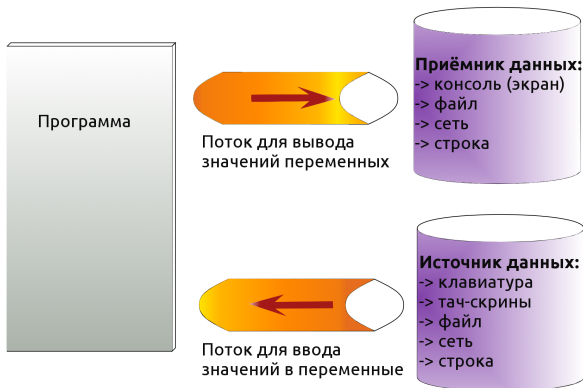 Программа
Поток для вывода
значений переменных
Приёмник данных:
-> консоль (экран)
-> файл
-> сеть
-> строка
Поток для ввода
значений в переменные
Источник данных:
-> клавиатура
-> тач-скрины
-> файл
-> сеть
-> строка